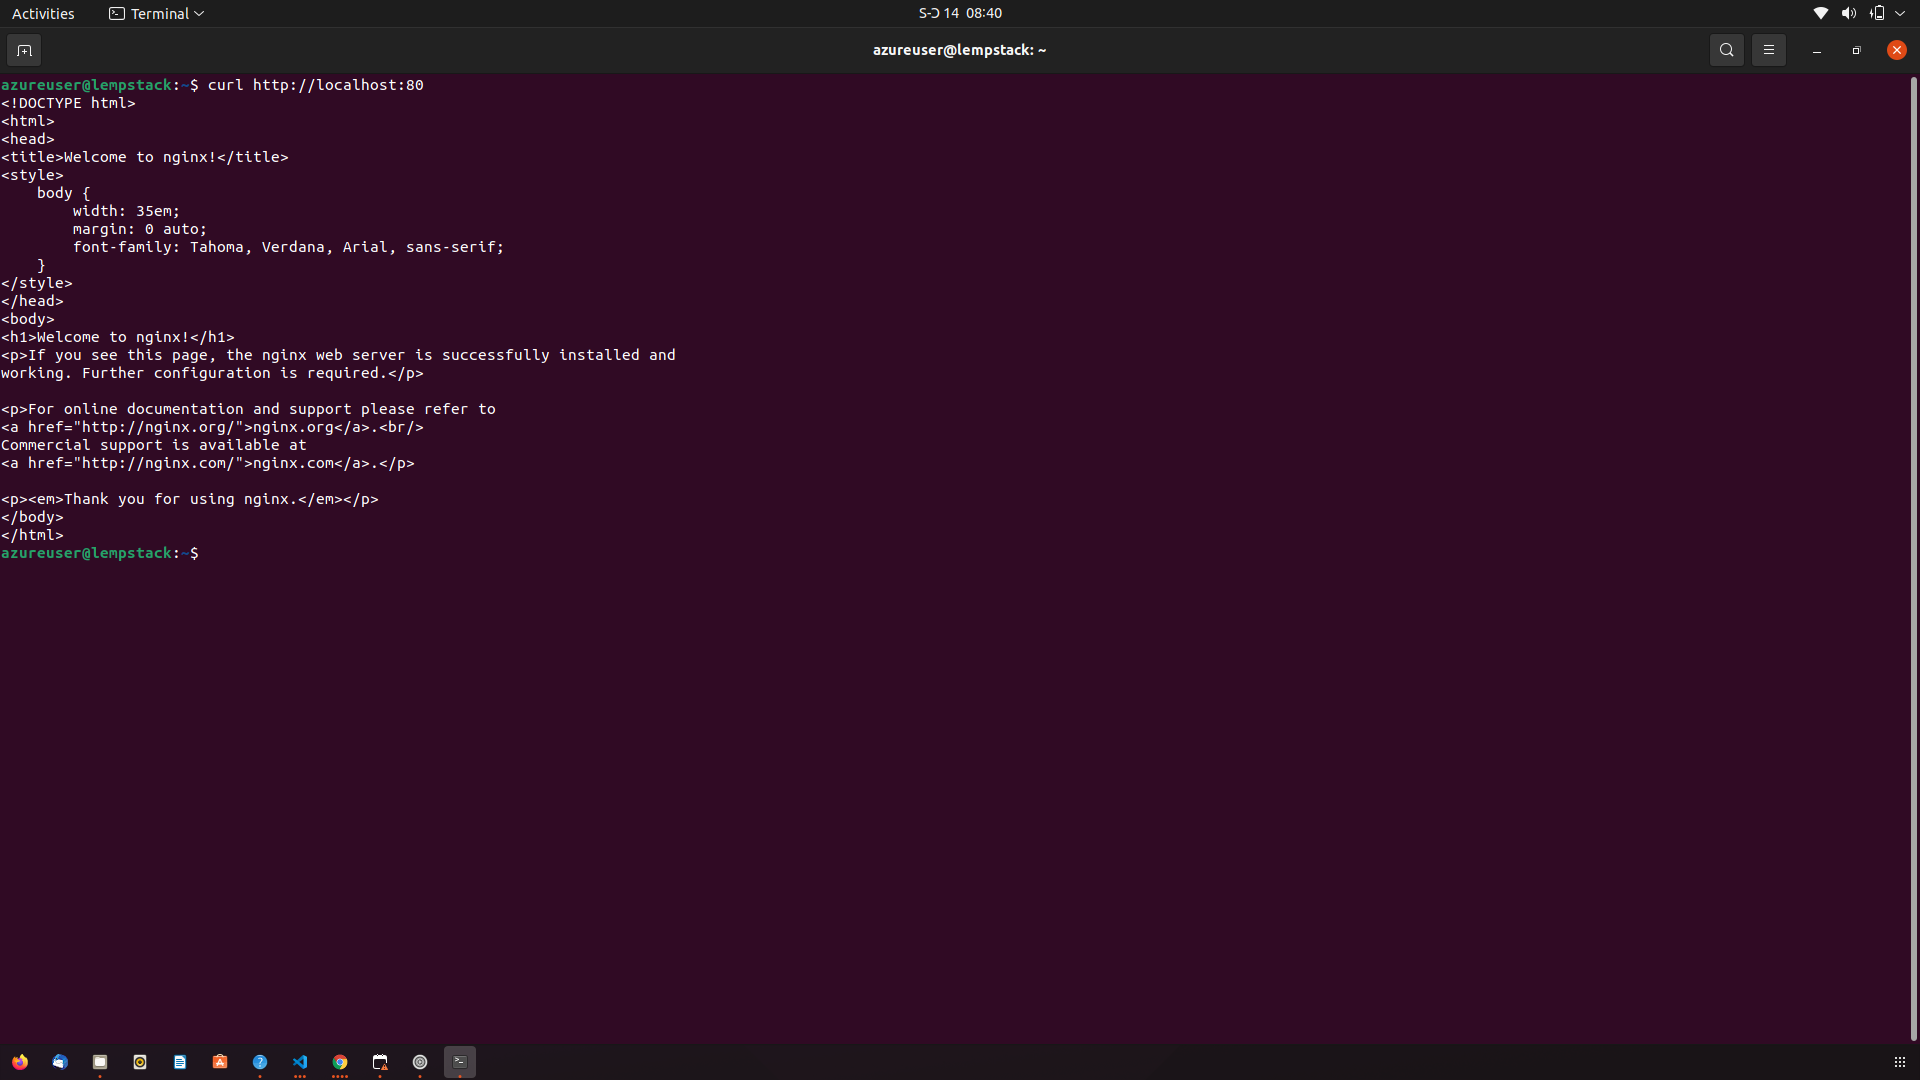 Activities
Terminal
S-Ɔ 14 08:40
azureuser@lempstack: ~
azureuser@lempstack:~$ curl http://localhost:80
<!DOCTYPE html>
<html>
<head>
<title>Welcome to nginx!</title>
<style>
    body {
        width: 35em;
        margin: 0 auto;
        font-family: Tahoma, Verdana, Arial, sans-serif;
    }
</style>
</head>
<body>
<h1>Welcome to nginx!</h1>
<p>If you see this page, the nginx web server is successfully installed and
working. Further configuration is required.</p>

<p>For online documentation and support please refer to
<a href="http://nginx.org/">nginx.org</a>.<br/>
Commercial support is available at
<a href="http://nginx.com/">nginx.com</a>.</p>

<p><em>Thank you for using nginx.</em></p>
</body>
</html>
azureuser@lempstack:~$